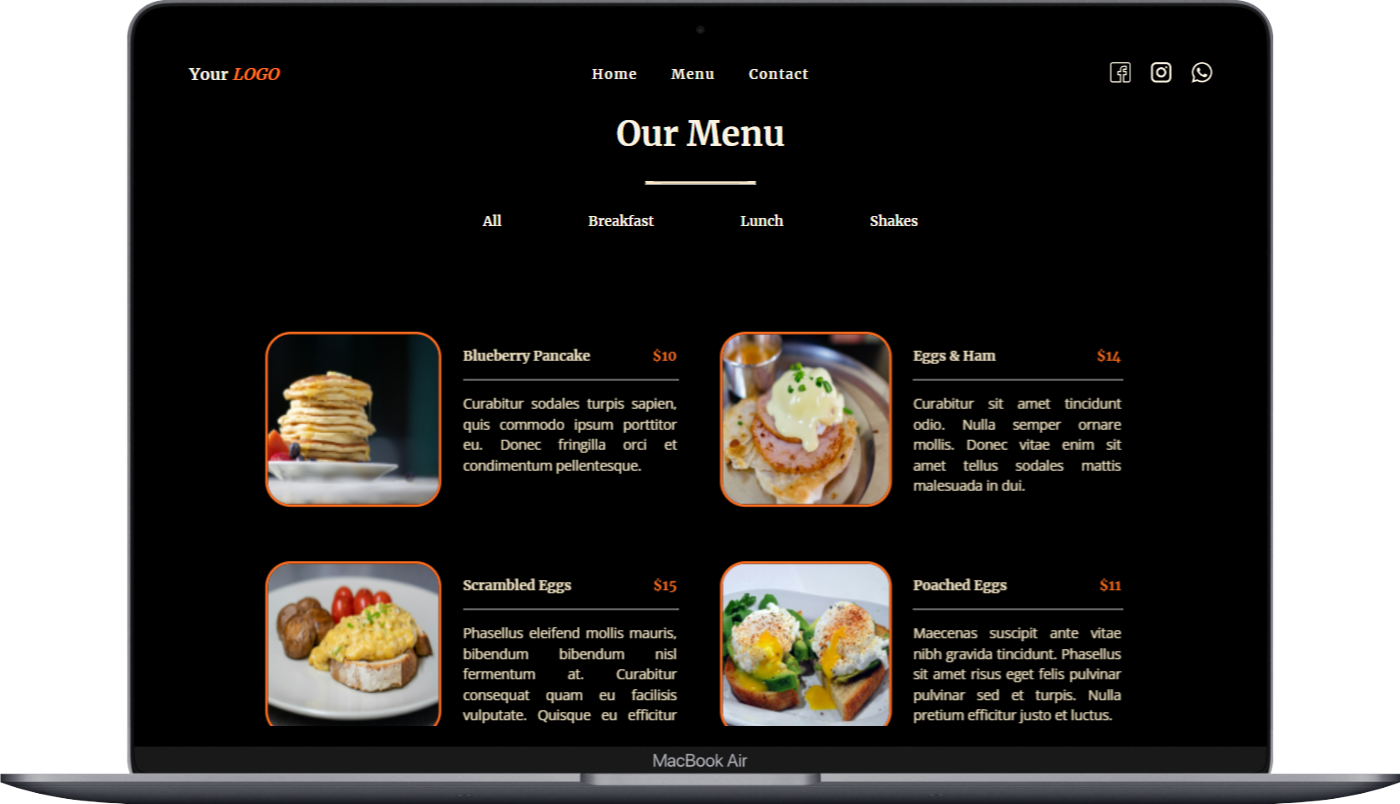 Your LOGO
Home Menu Contact
Our Menu
All Breakfast Lunch Shakes
Blueberry Pancake $10
Curabitur sodales turpis sapien,
quis commodo ipsum porttitor
eu. Donec fringilla orci et
condimentum pellentesque.
Eggs & Ham $14
Curabitur sit amet tincidunt
odio. Nulla semper ornare
mollis. Donec vitae enim sit
amet tellus sodales mattis
malesuada in dui.
Scrambled Eggs $15
Phasellus eleifend mollis mauris,
bibendum bibendum nisl
fermentum at. Curabitur
consequat quam eu facilisis
vulputate. Quisque eu efficitur
Poached Eggs $11
Maecenas suscipit ante vitae
nibh gravida tincidunt. Phasellus
sit amet risus eget felis pulvinar
pulvinar sed et turpis. Nulla
pretium efficitur justo et luctus.
MacBook Air